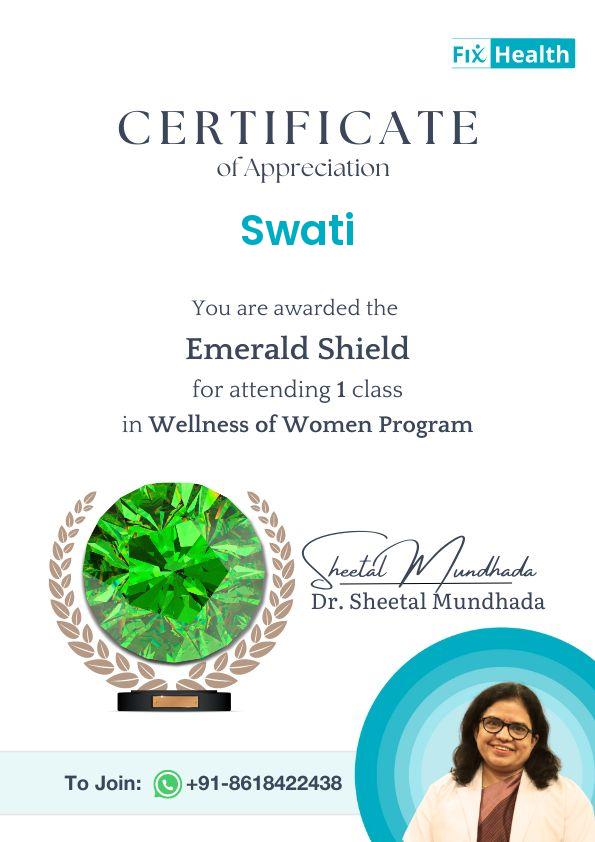 Fix Health
CERTIFICATE
of Appreciation
Swati
You are awarded the
Emerald Shield
for attending 1 class
in Wellness of Women Program
Sheetal Mundhada
Dr. Sheetal Mundhada
To Join: +91-8618422438